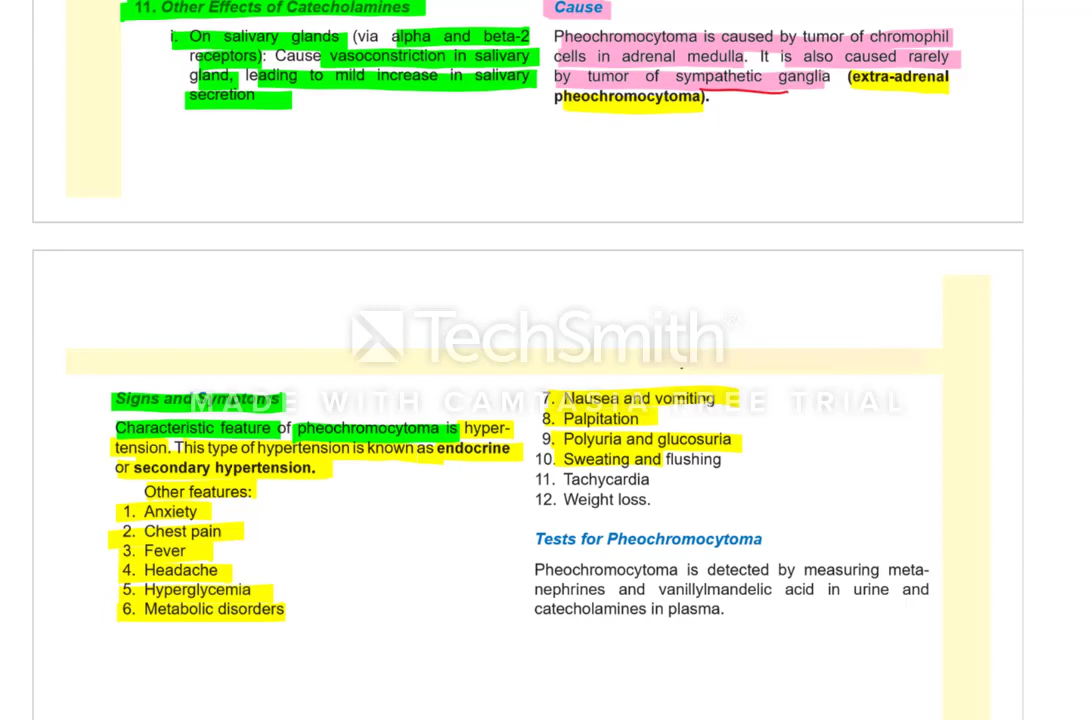 11. Other Effects of Catecholamines
i. On salivary glands (via alpha and beta-2
receptors): Cause vasoconstriction in salivary
gland, leading to mild increase in salivary
secretion
Cause
Pheochromocytoma is caused by tumor of chromophil
cells in adrenal medulla. It is also caused rarely
by tumor of sympathetic ganglia (extra-adrenal
pheochromocytoma).
TechSmith
MADE WITH CAMTASIA FREE TRIAL
Signs and Symptoms
Characteristic feature of pheochromocytoma is hyper-
tension. This type of hypertension is known as endocrine
or secondary hypertension.
Other features:
1. Anxiety
2. Chest pain
3. Fever
4. Headache
5. Hyperglycemia
6. Metabolic disorders
7. Nausea and vomiting
8. Palpitation
9. Polyuria and glucosuria
10. Sweating and flushing
11. Tachycardia
12. Weight loss.
Tests for Pheochromocytoma
Pheochromocytoma is detected by measuring meta-
nephrines and vanillylmandelic acid in urine and
catecholamines in plasma.